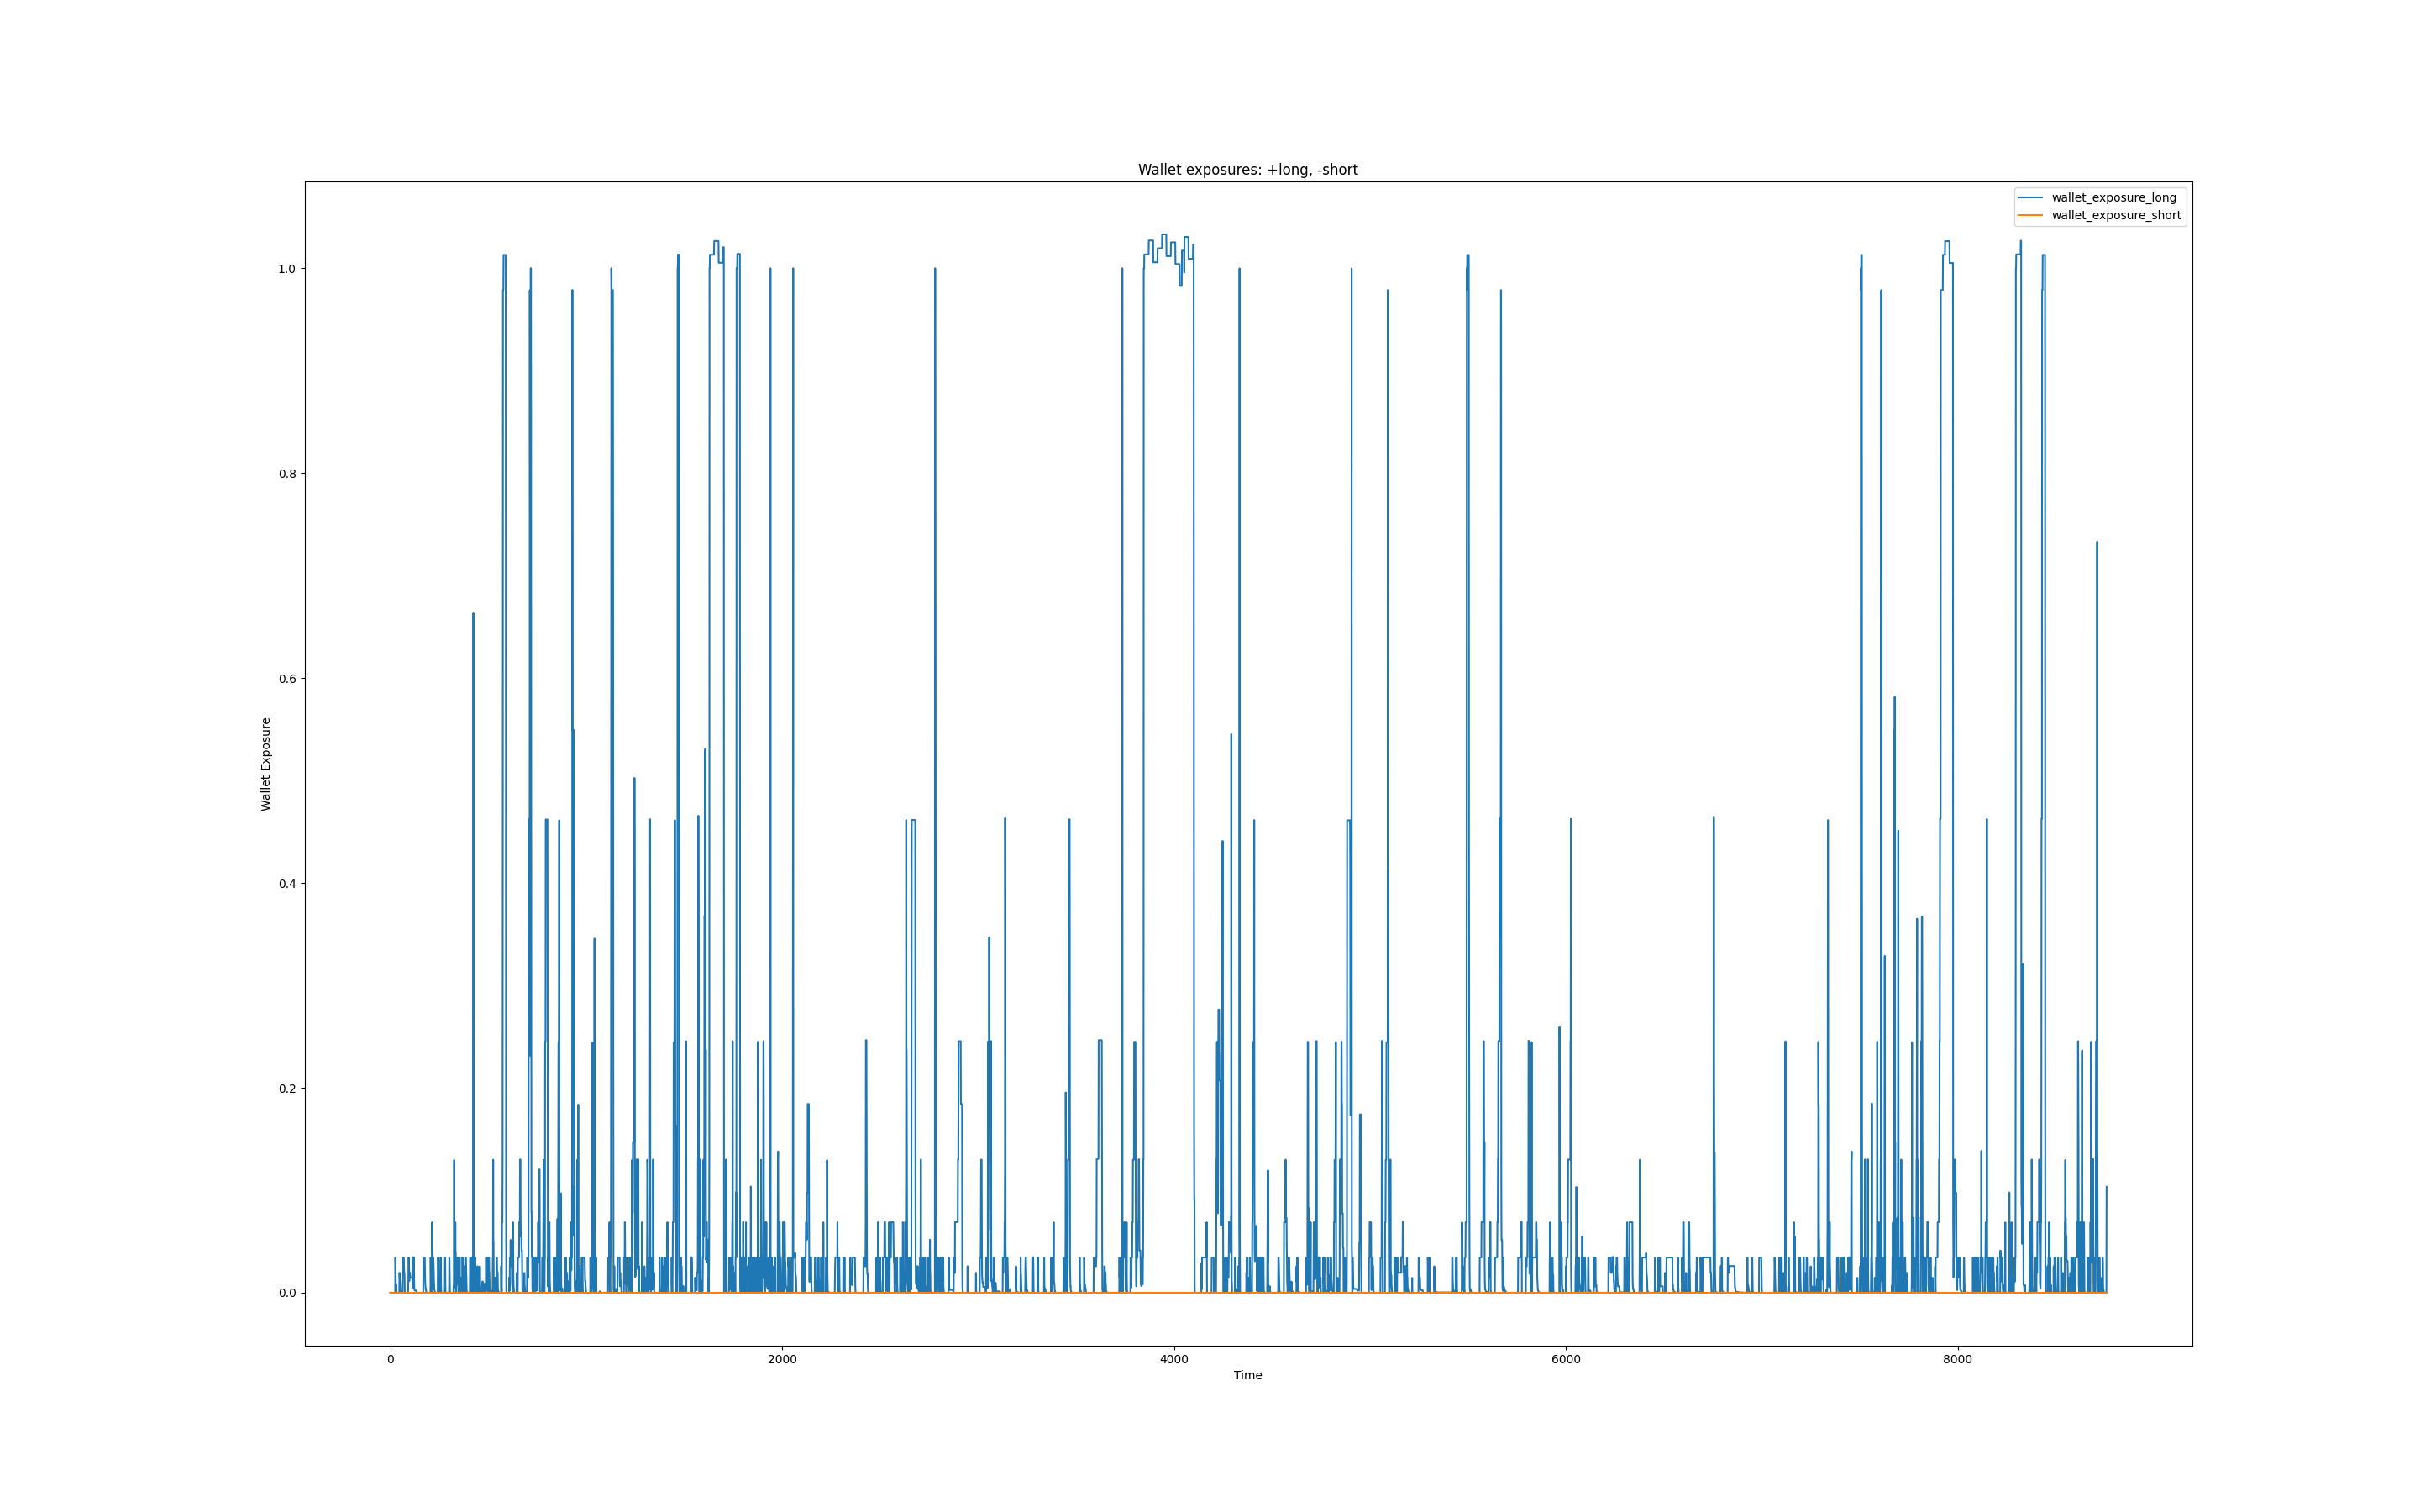 Wallet exposures: +long, -short
wallet_exposure_long
wallet_exposure_short
1.0
0.8
0.6
0.4
0.2
0.0
Wallet Exposure
0 2000 4000 6000 8000
Time